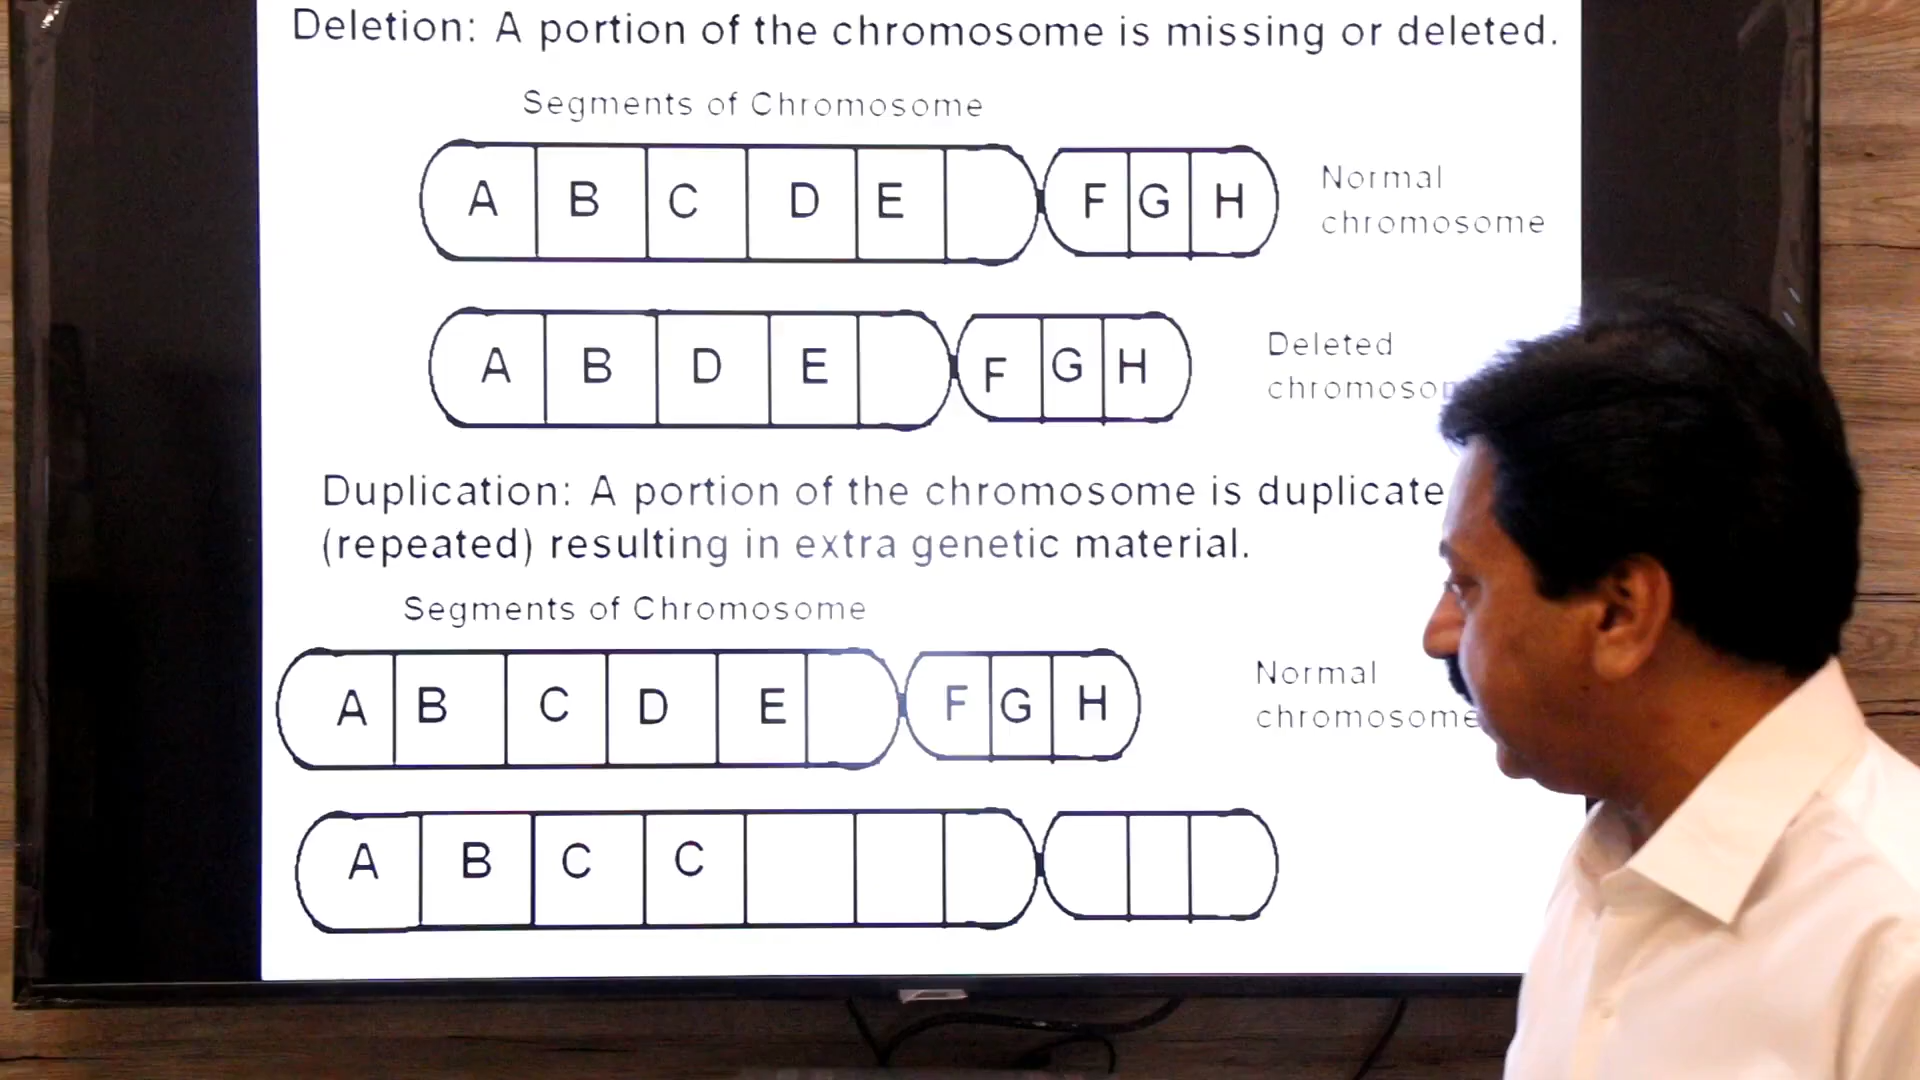 Deletion: A portion of the chromosome is missing or deleted.
Segments of Chromosome
A B C D E F G H
Normal
chromosome
A B D E F G H
Deleted
Duplication: A portion of the chromosome is duplicate
(repeated) resulting in extra genetic material.
Segments of Chromosome
A B C D E F G H
Normal
chromosome
A B C C